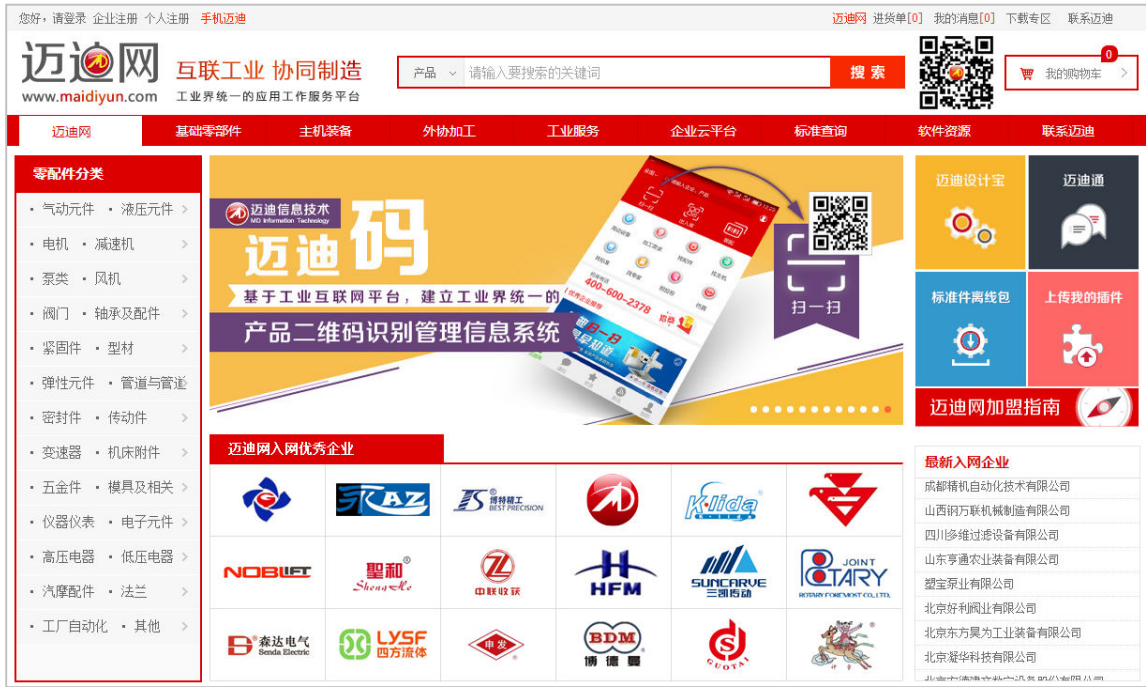 您好，请登录 企业注册 个人注册 手机迈迪
迈迪网 进货单[0] 我的消息[0] 下载专区 联系迈迪
迈迪网
www.maidiyun.com
互联工业 协同制造
工业界统一的应用工作服务平台
产品 请输入要搜索的关键词 搜 索
0
我的购物车
迈迪网 基础零部件 主机装备 外协加工 工业服务 企业云平台 标准查询 软件资源 联系迈迪
零配件分类
· 气动元件 · 液压元件
· 电机 · 减速机
· 泵类 · 风机
· 阀门 · 轴承及配件
· 紧固件 · 型材
· 弹性元件 · 管道与管道
· 密封件 · 传动件
· 变速器 · 机床附件
· 五金件 · 模具及相关
· 仪器仪表 · 电子元件
· 高压电器 · 低压电器
· 汽摩配件 · 法兰
· 工厂自动化 · 其他
迈迪信息技术
MD Information Technology
迈迪码
基于工业互联网平台，建立工业界统一的
产品二维码识别管理信息系统
400-600-2378
扫一扫
迈迪设计宝
迈迪通
标准件离线包
上传我的插件
迈迪网加盟指南
迈迪网入网优秀企业
KAZ
博特精工
BEST PRECISION
K-lida
NOBLIFT
聖和
ShengHe
中联收获
HFM
SUNCARVE
三凯传动
JOINT
ROTARY
ROTARY FOREMOST CO., LTD.
森达电气
Senda Electric
LYSF
四方流体
申发
BDM
博德曼
GUOTAI
最新入网企业
成都精机自动化技术有限公司
山西钢万联机械制造有限公司
四川多维过滤设备有限公司
山东亨通农业装备有限公司
塑宝泵业有限公司
北京好利阀业有限公司
北京东方昊为工业装备有限公司
北京凝华科技有限公司